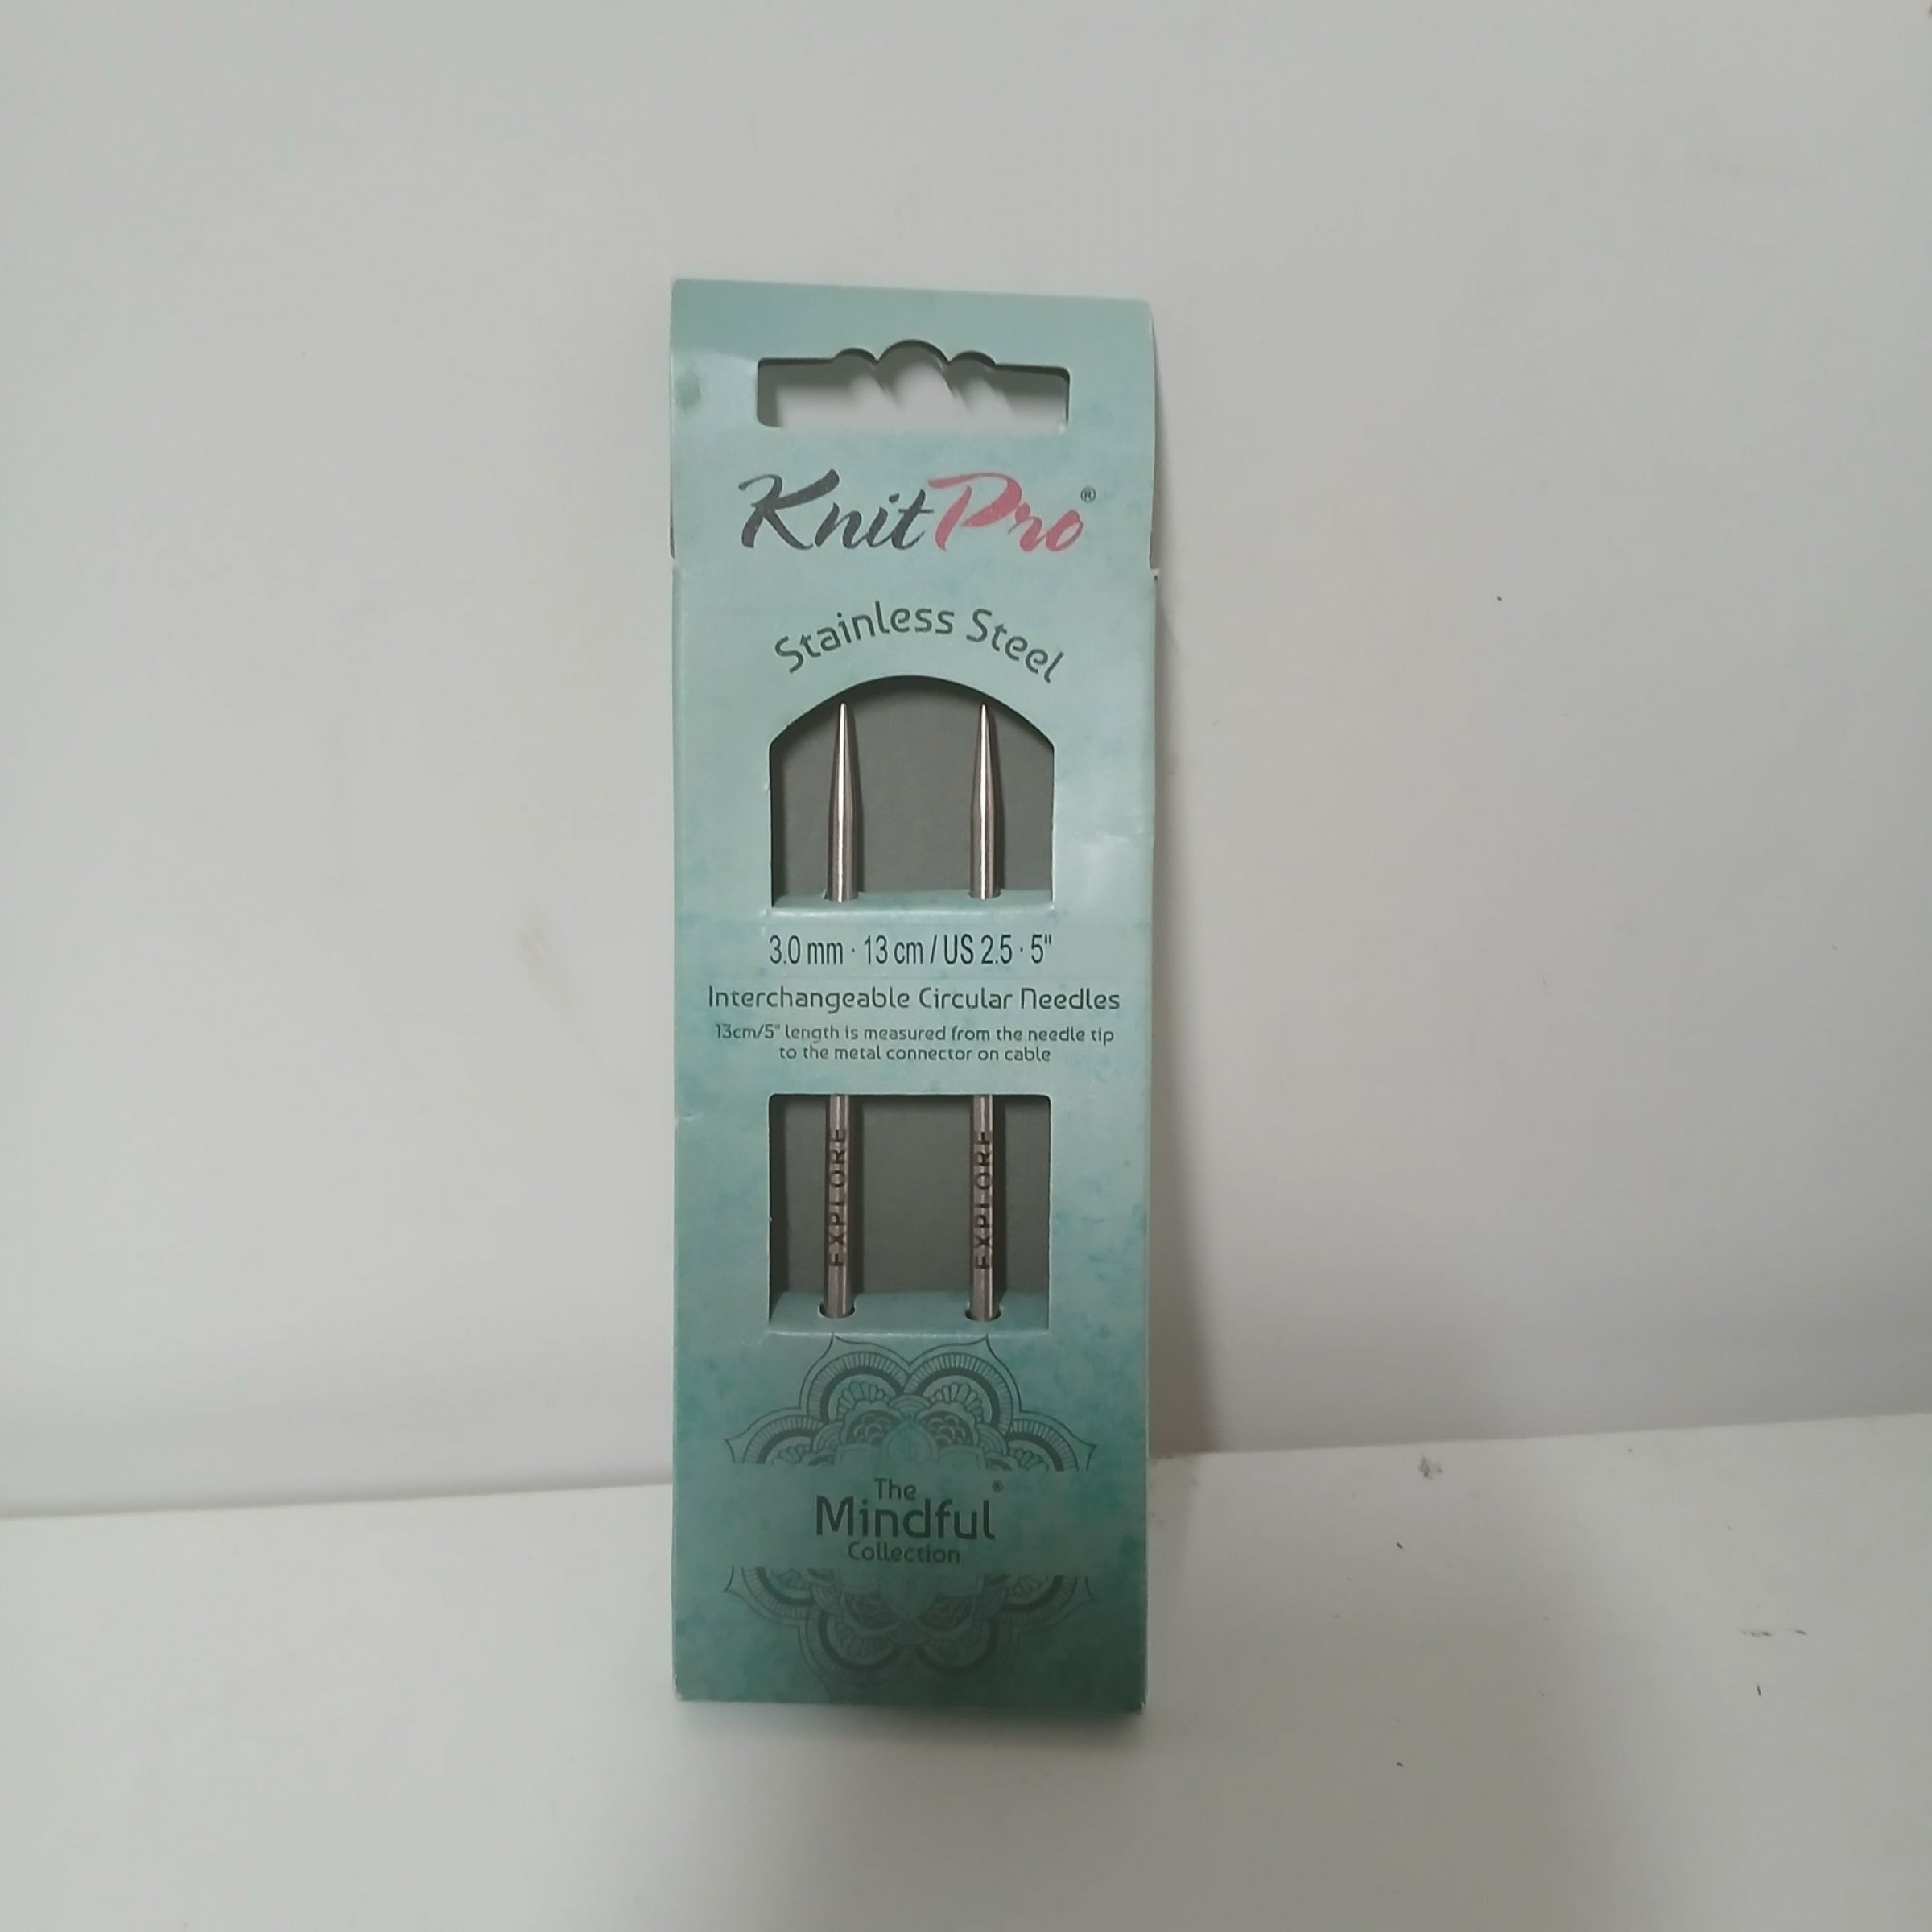 KnitPro®
Stainless Steel
3.0 mm · 13 cm / US 2.5 · 5"
Interchangeable Circular Needles
13cm/5" length is measured from the needle tip
to the metal connector on cable
EXPLORE EXPLORE
The
Mindful®
Collection